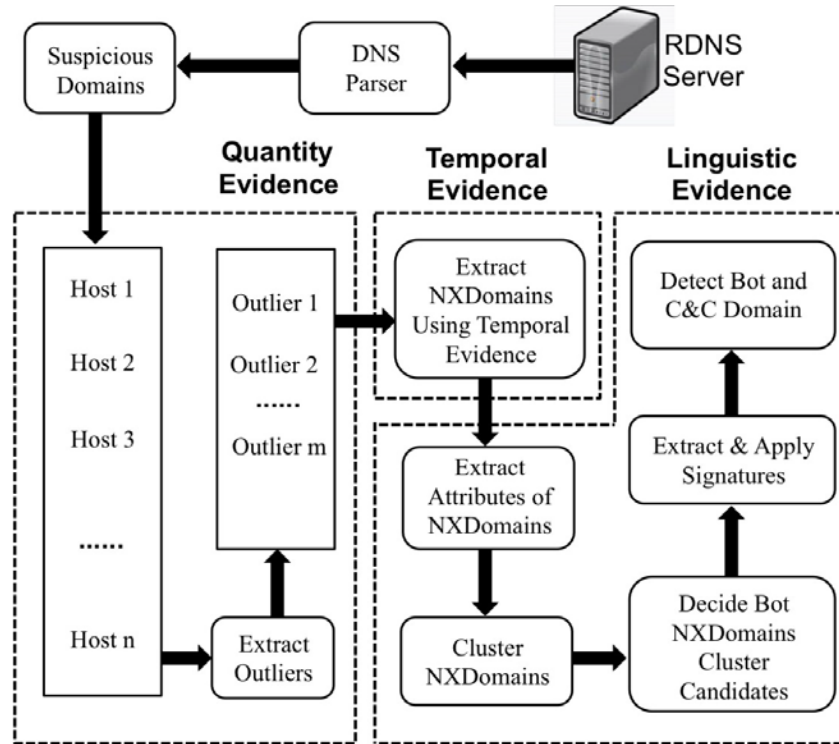 Suspicious
Domains
DNS
Parser
RDNS
Server
Quantity
Evidence
Temporal
Evidence
Linguistic
Evidence
Host 1
Host 2
Host 3
......
Host n
Extract
Outliers
Outlier 1
Outlier 2
......
Outlier m
Extract
NXDomains
Using Temporal
Evidence
Extract
Attributes of
NXDomains
Cluster
NXDomains
Decide Bot
NXDomains
Cluster
Candidates
Extract & Apply
Signatures
Detect Bot and
C&C Domain